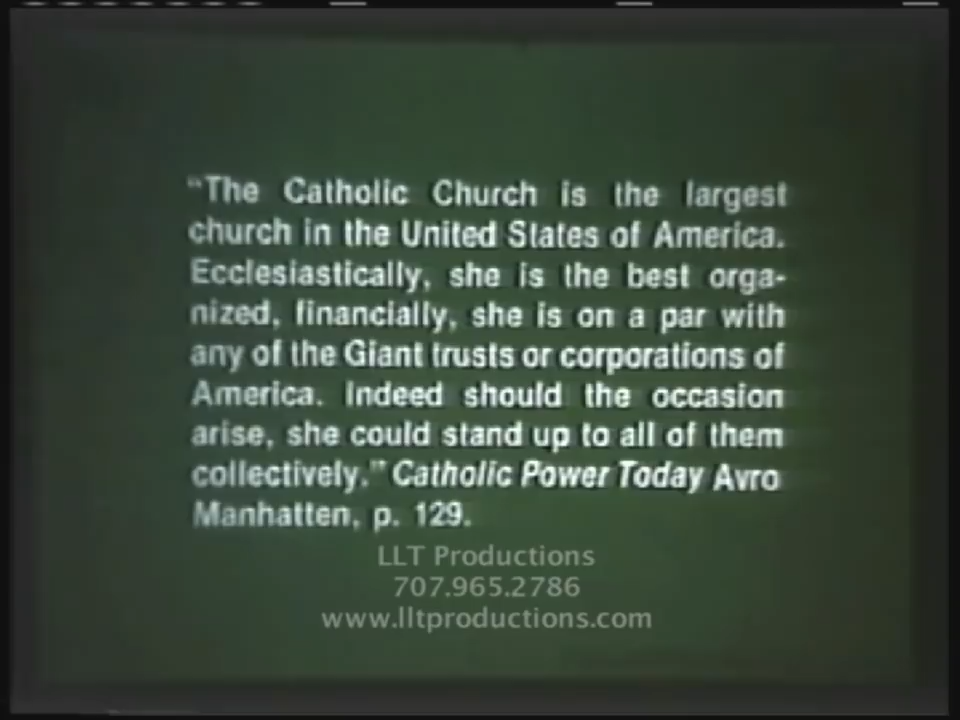 "The Catholic Church is the largest
church in the United States of America.
Ecclesiastically, she is the best orga-
nized, financially, she is on a par with
any of the Giant trusts or corporations of
America. Indeed should the occasion
arise, she could stand up to all of them
collectively." Catholic Power Today Avro
Manhatten, p. 129.
LLT Productions
707.965.2786
www.lltproductions.com